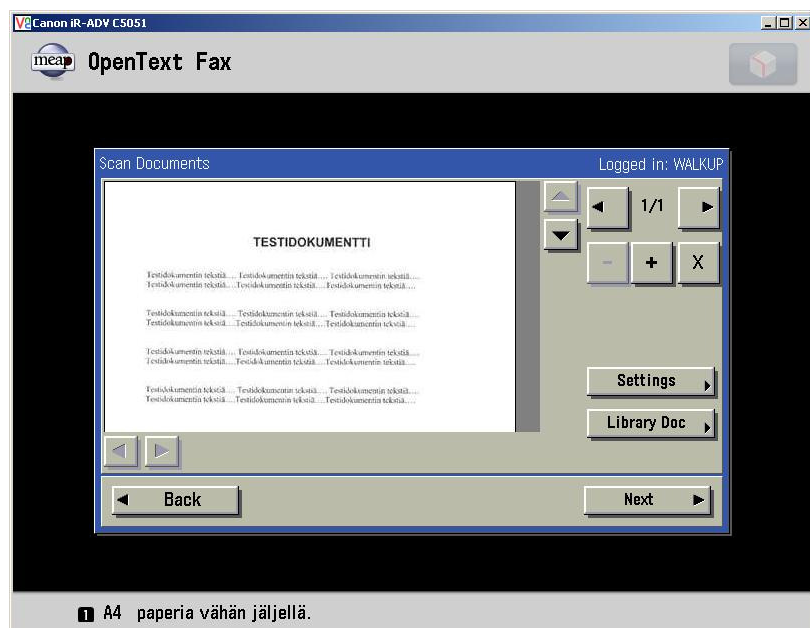 Canon iR-ADV C5051
meap OpenText Fax
Scan Documents Logged in: WALKUP
1/1
TESTIDOKUMENTTI
- + X
Testidokumentin tekstiä.... Testidokumentin tekstiä.... Testidokumentin tekstiä....
Testidokumentin tekstiä....Testidokumentin tekstiä....Testidokumentin tekstiä....
Testidokumentin tekstiä.... Testidokumentin tekstiä.... Testidokumentin tekstiä....
Testidokumentin tekstiä....Testidokumentin tekstiä....Testidokumentin tekstiä....
Testidokumentin tekstiä.... Testidokumentin tekstiä.... Testidokumentin tekstiä....
Testidokumentin tekstiä....Testidokumentin tekstiä....Testidokumentin tekstiä....
Settings
Testidokumentin tekstiä.... Testidokumentin tekstiä.... Testidokumentin tekstiä....
Testidokumentin tekstiä....Testidokumentin tekstiä....Testidokumentin tekstiä....
Library Doc
Back Next
1 A4 paperia vähän jäljellä.